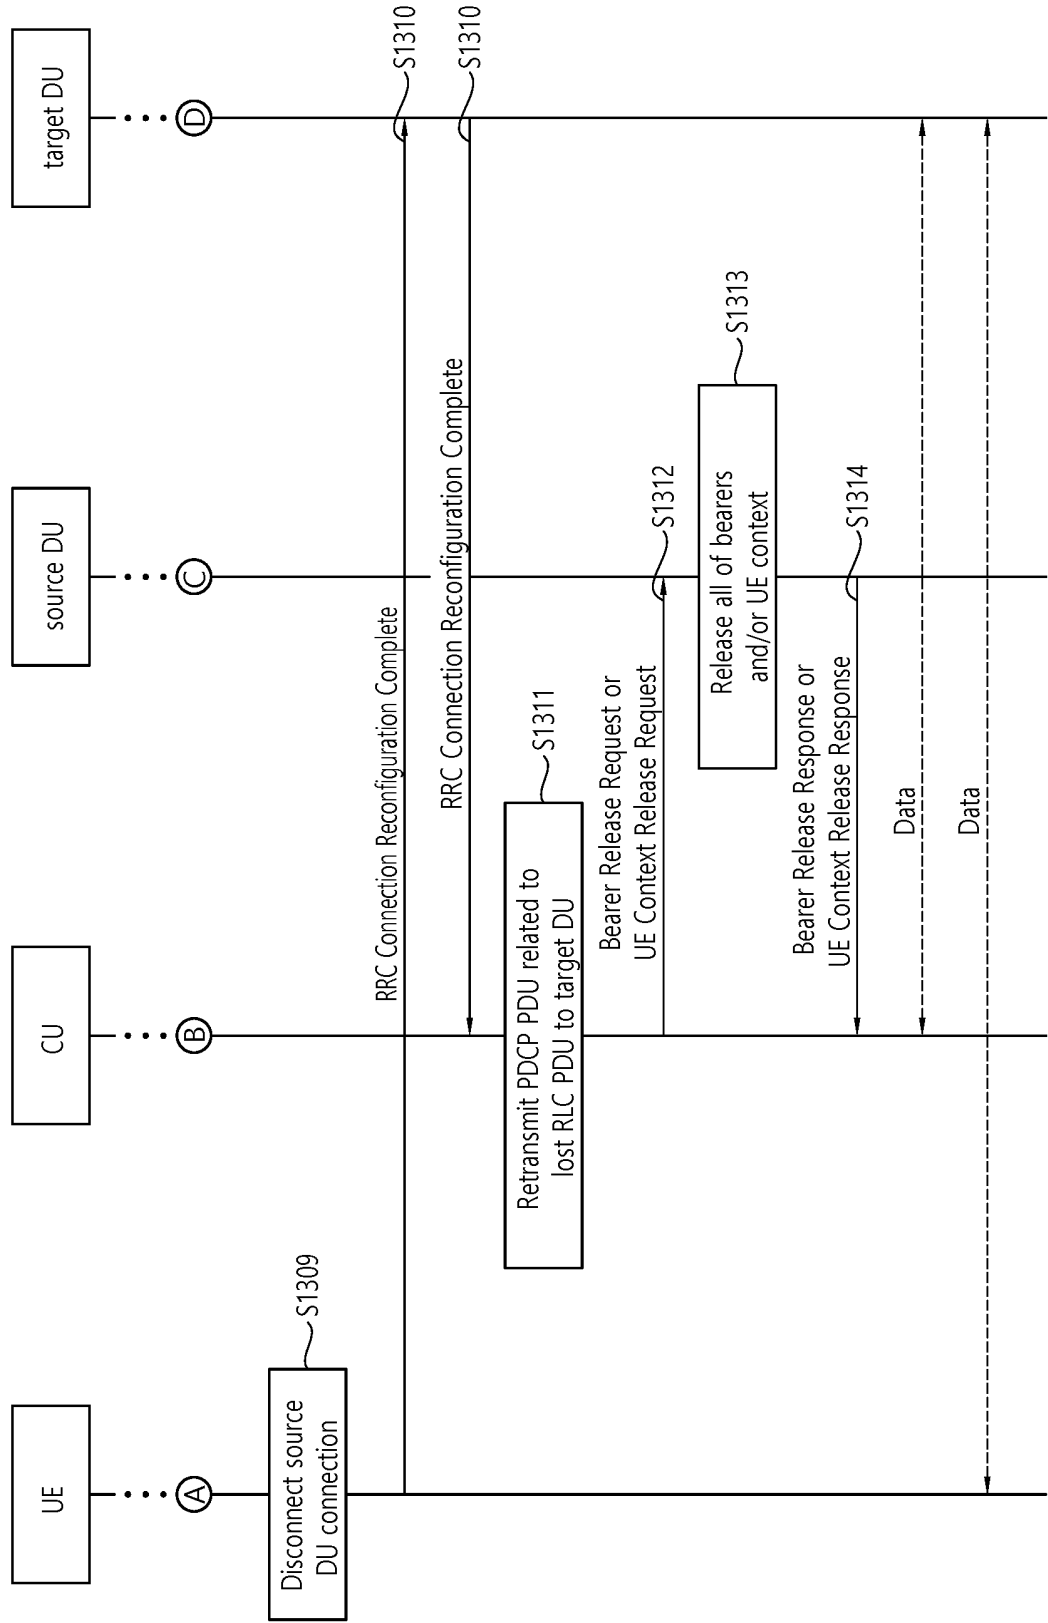 UE
CU
source DU
target DU
A
B
C
D
Disconnect source
DU connection
S1309
RRC Connection Reconfiguration Complete
S1310
RRC Connection Reconfiguration Complete
S1310
Retransmit PDCP PDU related to
lost RLC PDU to target DU
S1311
Bearer Release Request or
UE Context Release Request
S1312
Release all of bearers
and/or UE context
S1313
Bearer Release Response or
UE Context Release Response
S1314
Data
Data